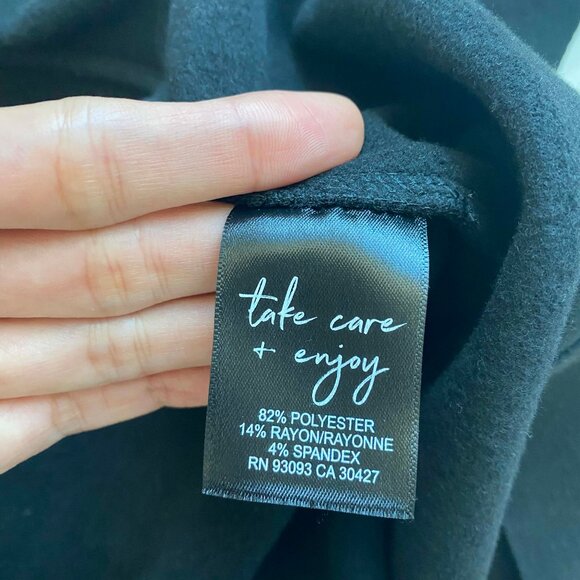 take care
+ enjoy
82% POLYESTER
14% RAYON/RAYONNE
4% SPANDEX
RN 93093 CA 30427